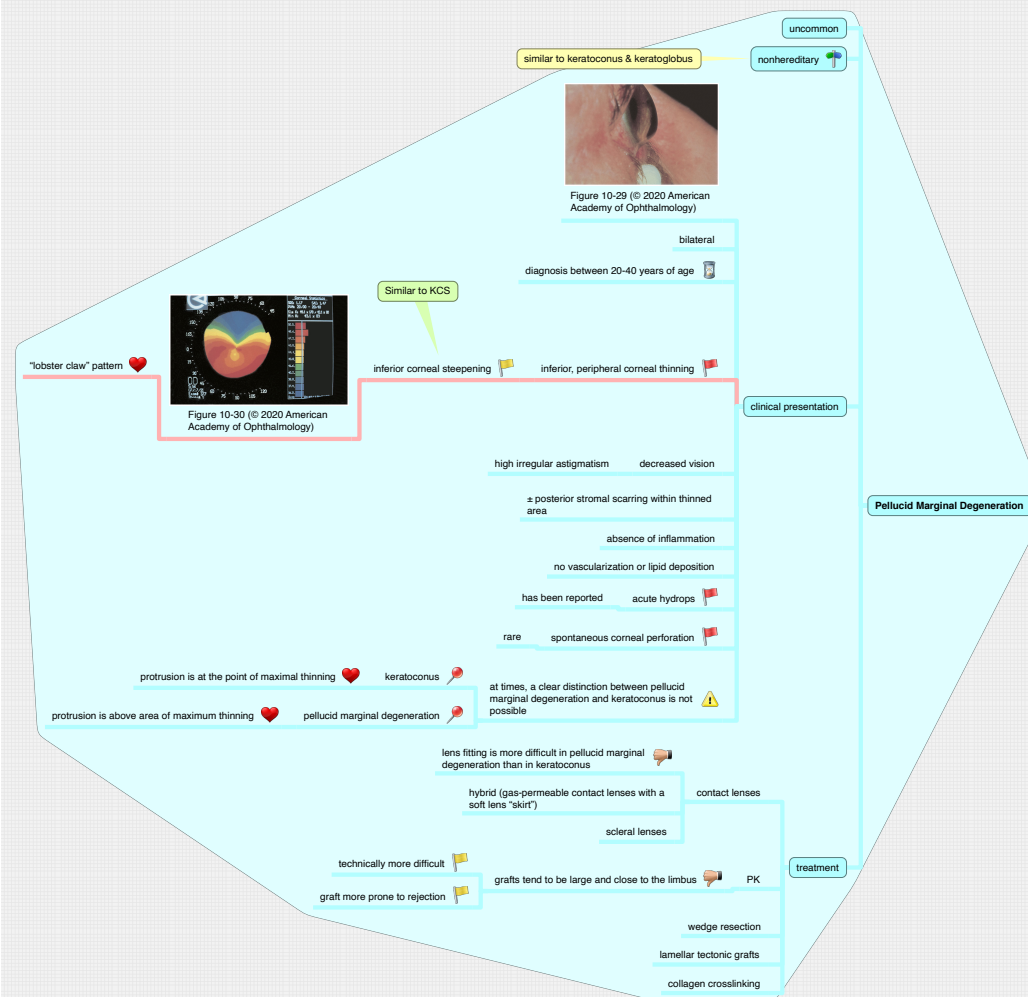 uncommon
similar to keratoconus & keratoglobus
nonhereditary
Figure 10-29 (© 2020 American
Academy of Ophthalmology)
bilateral
diagnosis between 20-40 years of age
Similar to KCS
"lobster claw" pattern
Figure 10-30 (© 2020 American
Academy of Ophthalmology)
inferior corneal steepening
inferior, peripheral corneal thinning
clinical presentation
high irregular astigmatism
decreased vision
± posterior stromal scarring within thinned
area
Pellucid Marginal Degeneration
absence of inflammation
no vascularization or lipid deposition
has been reported
acute hydrops
rare
spontaneous corneal perforation
protrusion is at the point of maximal thinning
keratoconus
at times, a clear distinction between pellucid
marginal degeneration and keratoconus is not
possible
protrusion is above area of maximum thinning
pellucid marginal degeneration
lens fitting is more difficult in pellucid marginal
degeneration than in keratoconus
hybrid (gas-permeable contact lenses with a
soft lens "skirt")
contact lenses
scleral lenses
treatment
technically more difficult
grafts tend to be large and close to the limbus
PK
graft more prone to rejection
wedge resection
lamellar tectonic grafts
collagen crosslinking